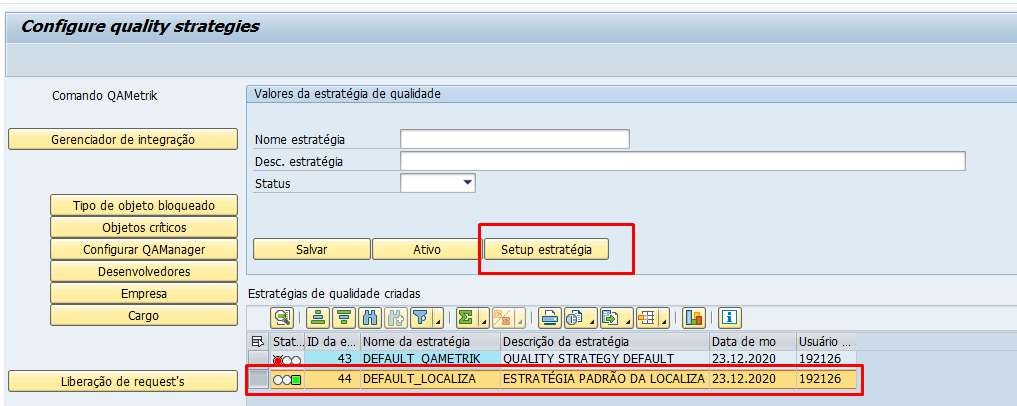 Configure quality strategies
Comando QAMetrik
Gerenciador de integração
Tipo de objeto bloqueado
Objetos críticos
Configurar QAManager
Desenvolvedores
Empresa
Cargo
Liberação de request's
Valores da estratégia de qualidade
Nome estratégia
Desc. estratégia
Status
Salvar Ativo Setup estratégia
Estratégias de qualidade criadas
Stat... ID da e... Nome da estratégia Descrição da estratégia Data de mo Usuário ...
43 DEFAULT_QAMETRIK QUALITY STRATEGY DEFAULT 23.12.2020 192126
44 DEFAULT_LOCALIZA ESTRATÉGIA PADRÃO DA LOCALIZA 23.12.2020 192126